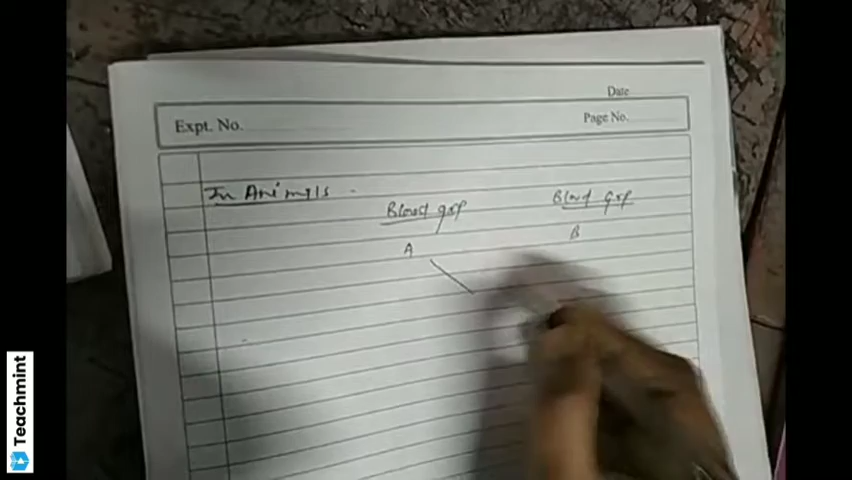 Date
Expt. No.
Page No.
In Animals -
Blood grp
Blood Grp
A
B
Teachmint